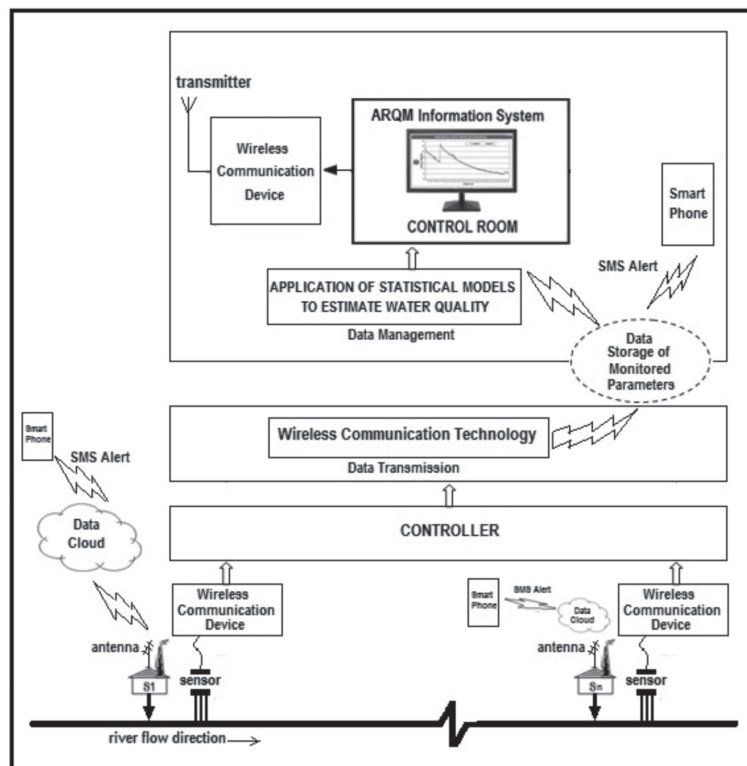 transmitter
ARQM Information System
Wireless
Communication
Device
CONTROL ROOM
Smart
Phone
SMS Alert
APPLICATION OF STATISTICAL MODELS
TO ESTIMATE WATER QUALITY
Data Management
Data
Storage of
Monitored
Parameters
Smart
Phone
SMS Alert
Wireless Communication Technology
Data Transmission
Data
Cloud
CONTROLLER
Wireless
Communication
Device
Smart
Phone
SMS Alert
Data
Cloud
Wireless
Communication
Device
antenna
S1
sensor
antenna
Sn
sensor
river flow direction